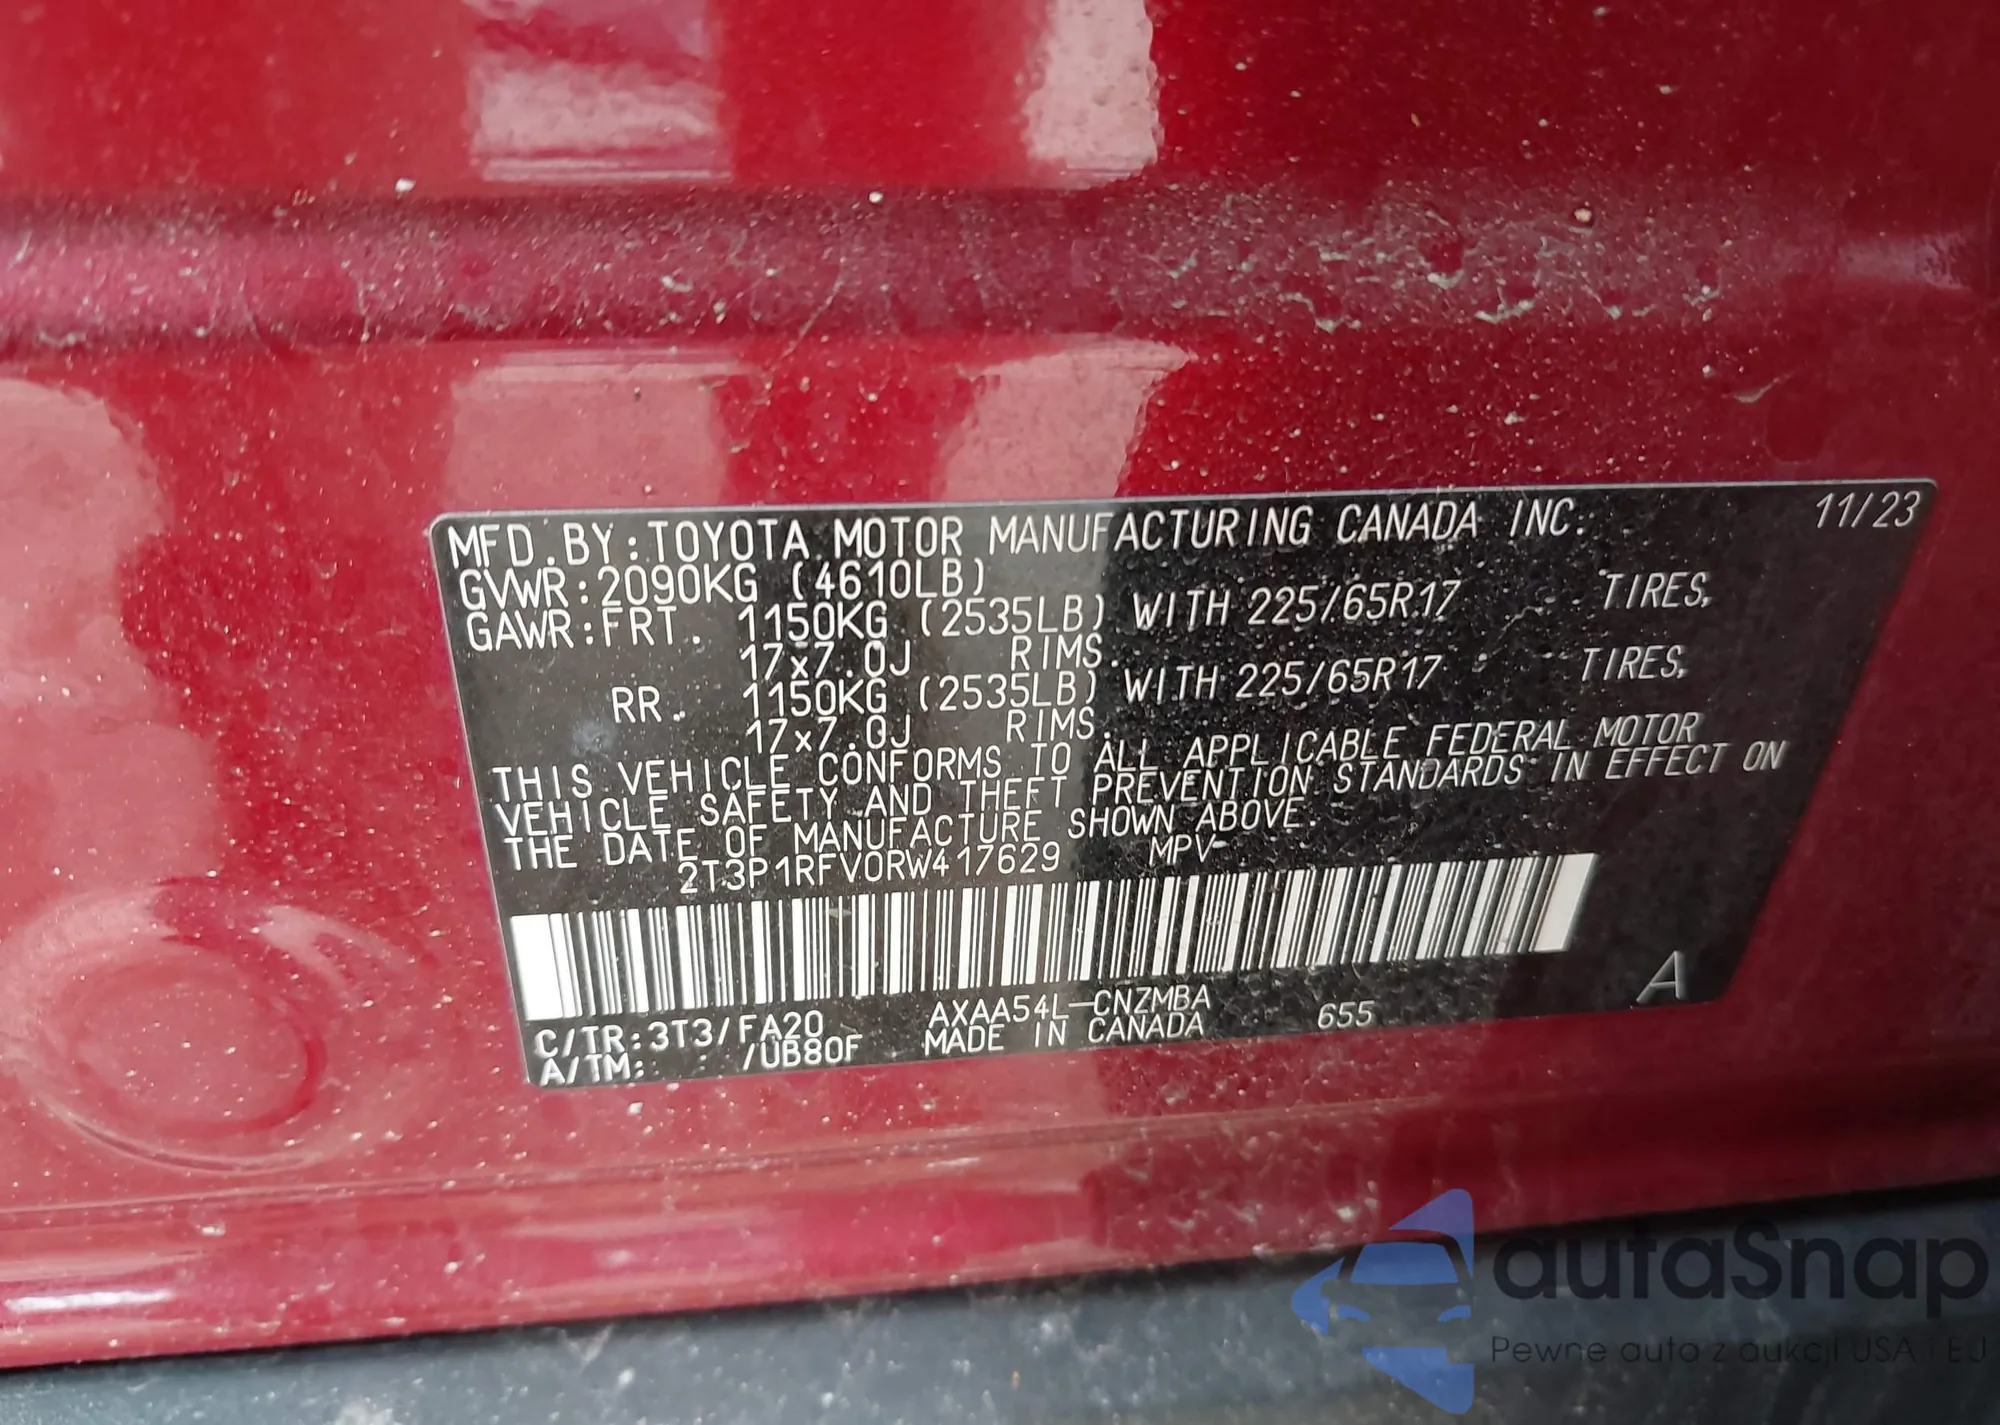 MFD.BY:TOYOTA MOTOR MANUFACTURING CANADA INC. 11/23
GVWR:2090KG (4610LB)
GAWR:FRT. 1150KG (2535LB) WITH 225/65R17 TIRES,
17x7.0J RIMS.
RR. 1150KG (2535LB) WITH 225/65R17 TIRES,
17x7.0J RIMS.
THIS VEHICLE CONFORMS TO ALL APPLICABLE FEDERAL MOTOR
VEHICLE SAFETY AND THEFT PREVENTION STANDARDS IN EFFECT ON
THE DATE OF MANUFACTURE SHOWN ABOVE.
2T3P1RFV0RW417629 MPV
C/TR:3T3/FA20 AXAA54L-CNZMBA 655 A
A/TM: /UB80F MADE IN CANADA
autaSnap
Pewne auto z aukcji USA i EU